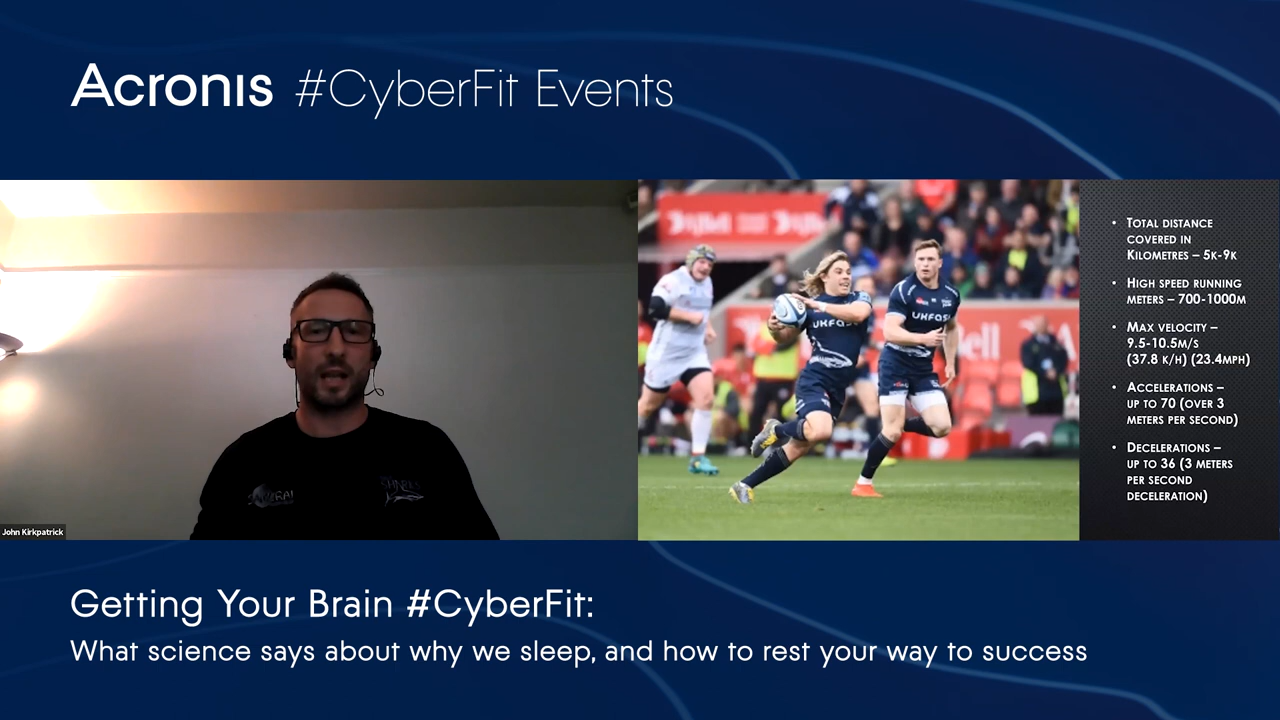 Acronis #CyberFit Events
• Total distance
covered in
Kilometres – 5k-9k
• High speed running
meters – 700-1000m
• Max velocity –
9.5-10.5m/s
(37.8 k/h) (23.4mph)
• Accelerations –
up to 70 (over 3
meters per second)
• Decelerations –
up to 36 (3 meters
per second
deceleration)
UKFAST
UKFAST
SHARKS
John Kirkpatrick
Getting Your Brain #CyberFit:
What science says about why we sleep, and how to rest your way to success